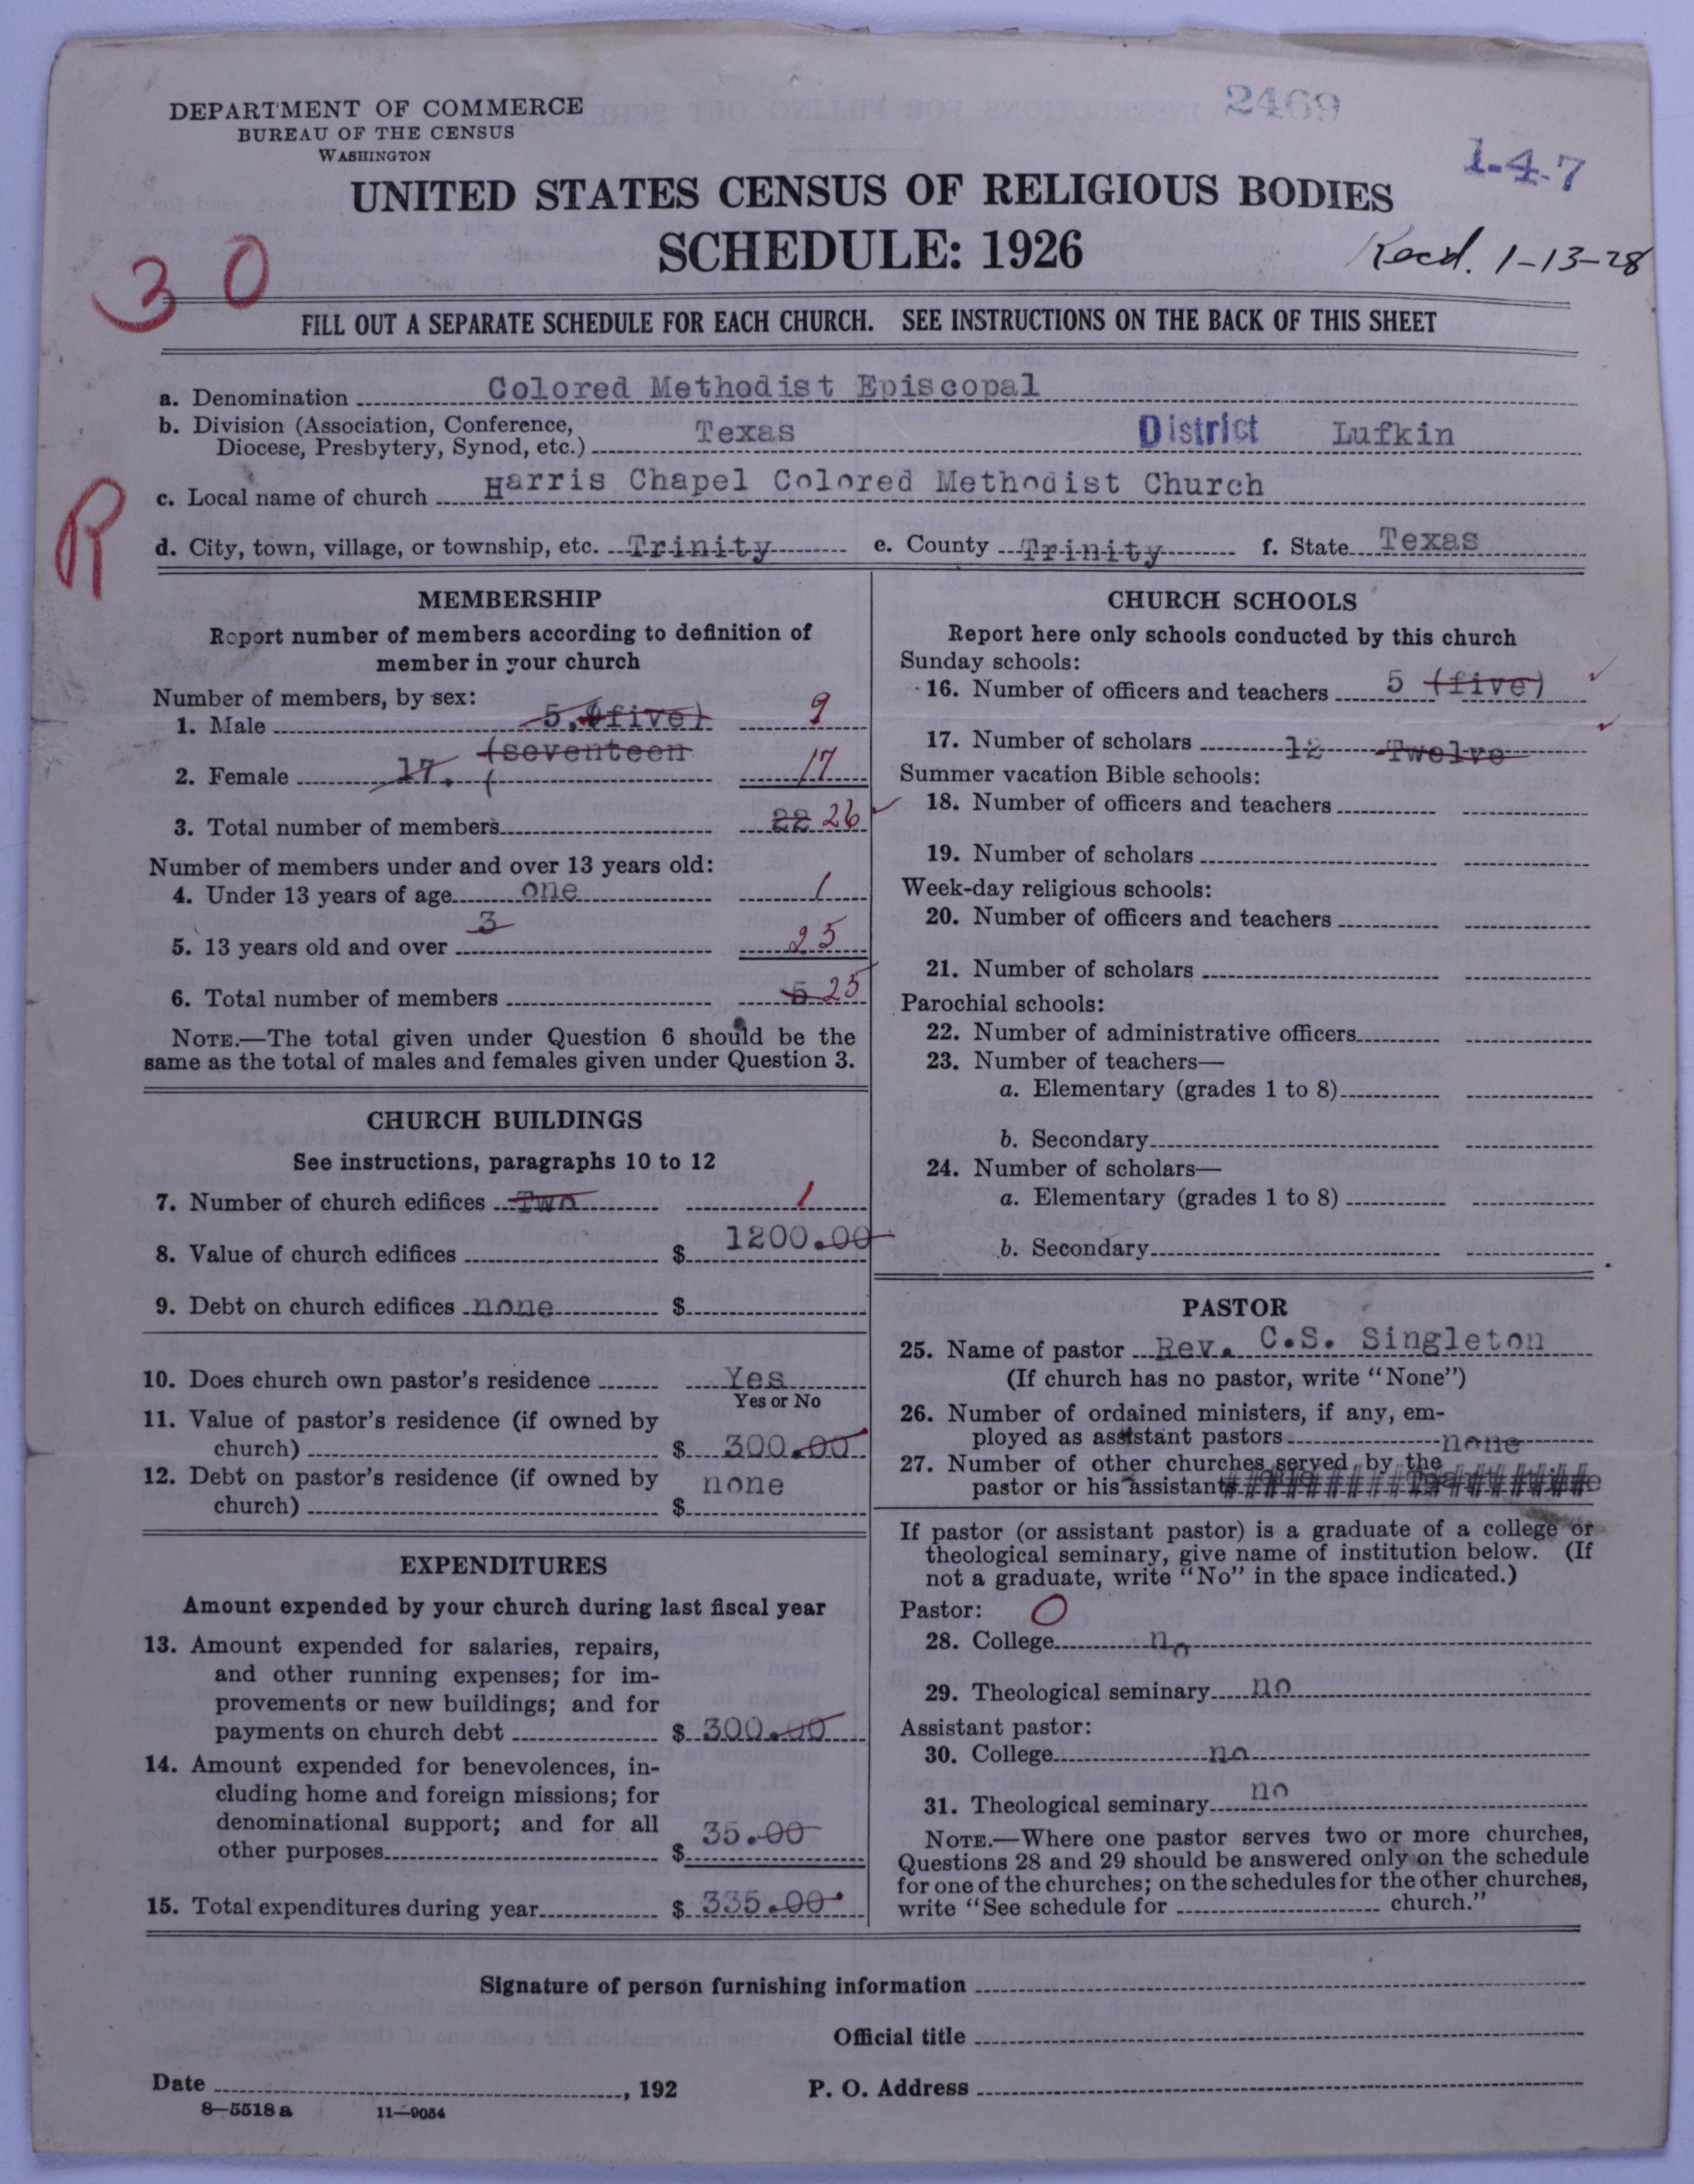 2469
DEPARTMENT OF COMMERCE
BUREAU OF THE CENSUS
WASHINGTON
1-4-7
UNITED STATES CENSUS OF RELIGIOUS BODIES
SCHEDULE: 1926
Recd. 1-13-28
30
FILL OUT A SEPARATE SCHEDULE FOR EACH CHURCH. SEE INSTRUCTIONS ON THE BACK OF THIS SHEET
a. Denomination Colored Methodist Episcopal
b. Division (Association, Conference,
Diocese, Presbytery, Synod, etc.) Texas District Lufkin
R
c. Local name of church Harris Chapel Colored Methodist Church
d. City, town, village, or township, etc. Trinity e. County Trinity f. State Texas
MEMBERSHIP
Report number of members according to definition of
member in your church
Number of members, by sex:
1. Male 5. (five) 9
(seventeen
2. Female 17. ( 17
3. Total number of members 22 26
Number of members under and over 13 years old:
4. Under 13 years of age one 1
3
5. 13 years old and over 25
6. Total number of members 5 25
NOTE.—The total given under Question 6 should be the
same as the total of males and females given under Question 3.
CHURCH BUILDINGS
See instructions, paragraphs 10 to 12
7. Number of church edifices Two 1
8. Value of church edifices $ 1200.00
9. Debt on church edifices none $
10. Does church own pastor's residence Yes
Yes or No
11. Value of pastor's residence (if owned by
church) $ 300.00
12. Debt on pastor's residence (if owned by
church) $ none
EXPENDITURES
Amount expended by your church during last fiscal year
13. Amount expended for salaries, repairs,
and other running expenses; for im-
provements or new buildings; and for
payments on church debt $ 300.00
14. Amount expended for benevolences, in-
cluding home and foreign missions; for
denominational support; and for all
other purposes $ 35.00
15. Total expenditures during year $ 335.00
CHURCH SCHOOLS
Report here only schools conducted by this church
Sunday schools:
16. Number of officers and teachers 5 (five)
17. Number of scholars 12 Twelve
Summer vacation Bible schools:
18. Number of officers and teachers
19. Number of scholars
Week-day religious schools:
20. Number of officers and teachers
21. Number of scholars
Parochial schools:
22. Number of administrative officers
23. Number of teachers—
a. Elementary (grades 1 to 8)
b. Secondary
24. Number of scholars—
a. Elementary (grades 1 to 8)
b. Secondary
PASTOR
25. Name of pastor Rev. C.S. Singleton
(If church has no pastor, write "None")
26. Number of ordained ministers, if any, em-
ployed as assistant pastors none
27. Number of other churches served by the
pastor or his assistants
If pastor (or assistant pastor) is a graduate of a college or
theological seminary, give name of institution below. (If
not a graduate, write "No" in the space indicated.)
Pastor: O
28. College no
29. Theological seminary no
Assistant pastor:
30. College no
31. Theological seminary no
NOTE.—Where one pastor serves two or more churches,
Questions 28 and 29 should be answered only on the schedule
for one of the churches; on the schedules for the other churches,
write "See schedule for church."
Signature of person furnishing information
Official title
Date , 192 P. O. Address
8—5518 a 11—9054